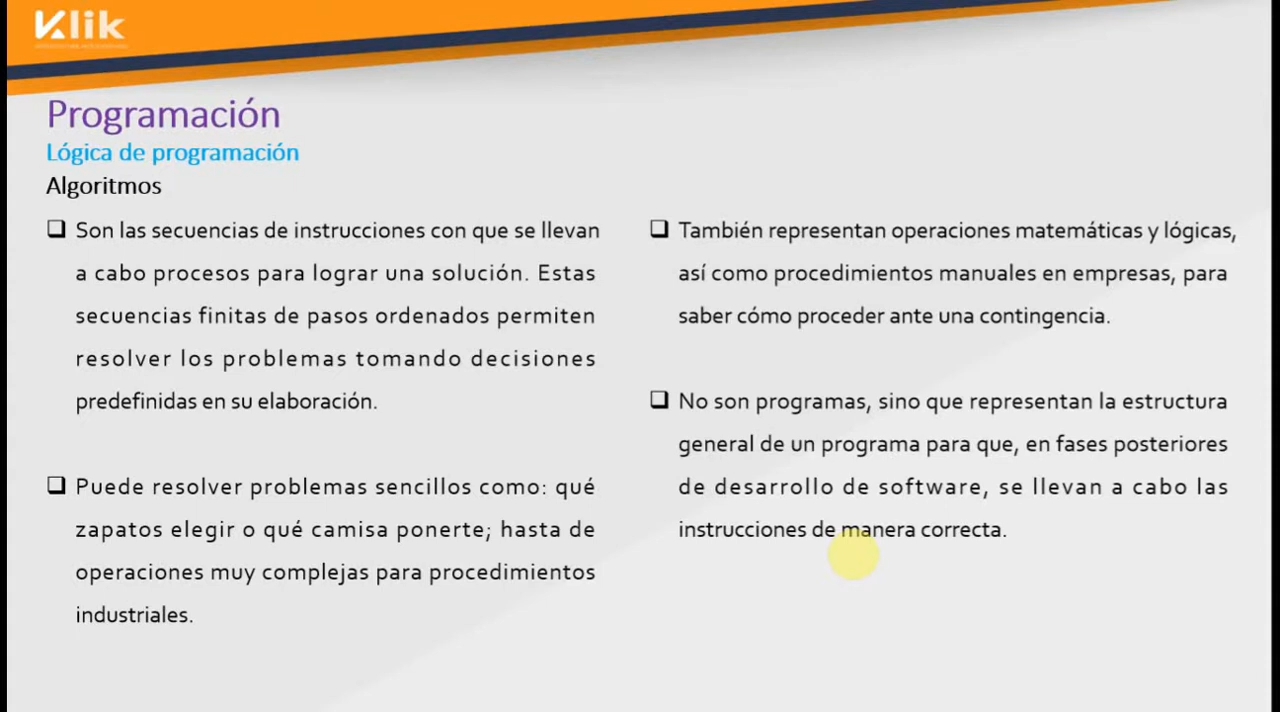 Klik
Programación
Lógica de programación
Algoritmos
Son las secuencias de instrucciones con que se llevan
a cabo procesos para lograr una solución. Estas
secuencias finitas de pasos ordenados permiten
resolver los problemas tomando decisiones
predefinidas en su elaboración.
Puede resolver problemas sencillos como: qué
zapatos elegir o qué camisa ponerte; hasta de
operaciones muy complejas para procedimientos
industriales.
También representan operaciones matemáticas y lógicas,
así como procedimientos manuales en empresas, para
saber cómo proceder ante una contingencia.
No son programas, sino que representan la estructura
general de un programa para que, en fases posteriores
de desarrollo de software, se llevan a cabo las
instrucciones de manera correcta.